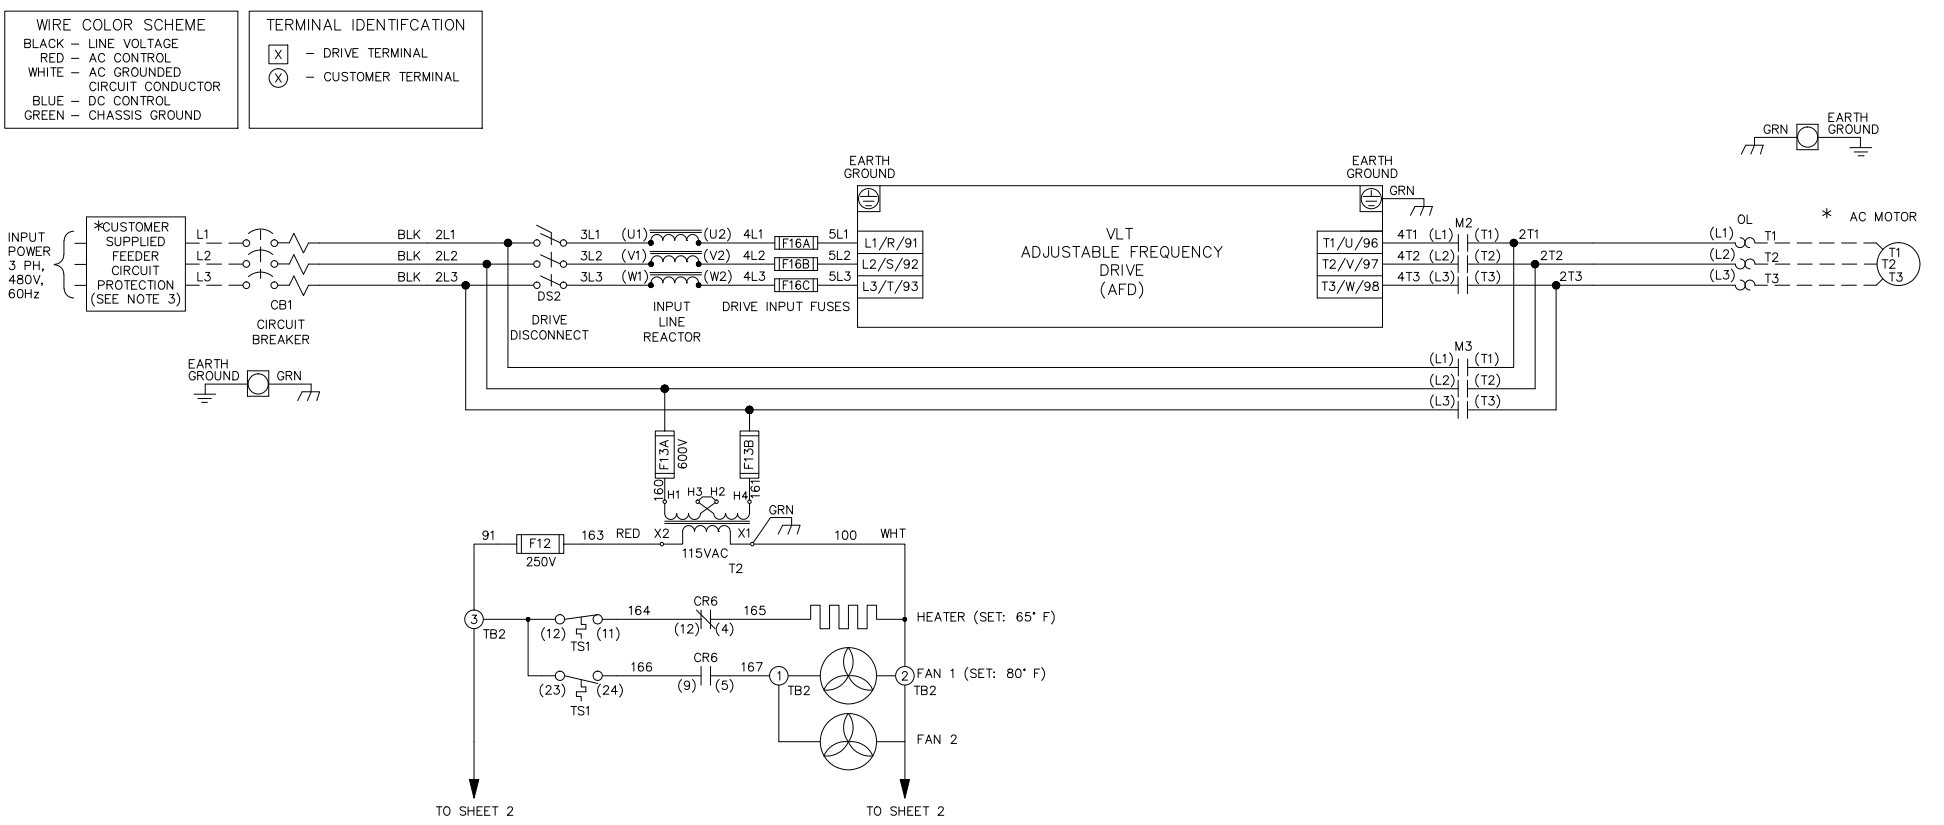 WIRE COLOR SCHEME
BLACK – LINE VOLTAGE
RED – AC CONTROL
WHITE – AC GROUNDED
CIRCUIT CONDUCTOR
BLUE – DC CONTROL
GREEN – CHASSIS GROUND
TERMINAL IDENTIFCATION
X – DRIVE TERMINAL
X – CUSTOMER TERMINAL
GRN
EARTH
GROUND
INPUT
POWER
3 PH,
480V,
60Hz
*CUSTOMER
SUPPLIED
FEEDER
CIRCUIT
PROTECTION
(SEE NOTE 3)
L1
L2
L3
CB1
CIRCUIT
BREAKER
EARTH
GROUND
GRN
BLK 2L1
BLK 2L2
BLK 2L3
DS2
DRIVE
DISCONNECT
3L1 (U1) (U2) 4L1 F16A 5L1
3L2 (V1) (V2) 4L2 F16B 5L2
3L3 (W1) (W2) 4L3 F16C 5L3
INPUT
LINE
REACTOR
DRIVE INPUT FUSES
EARTH
GROUND
L1/R/91
L2/S/92
L3/T/93
VLT
ADJUSTABLE FREQUENCY
DRIVE
(AFD)
EARTH
GROUND
GRN
T1/U/96
T2/V/97
T3/W/98
M2
4T1 (L1) (T1) 2T1
4T2 (L2) (T2) 2T2
4T3 (L3) (T3) 2T3
OL
(L1) T1
(L2) T2
(L3) T3
* AC MOTOR
T1
T2
T3
M3
(L1) (T1)
(L2) (T2)
(L3) (T3)
F13A
600V
F13B
160
161
H1 H3 H2 H4
GRN
91
F12
250V
163 RED X2
X1
115VAC
T2
100 WHT
3
TB2
(12) (11)
TS1
164
CR6
(12) (4)
165
HEATER (SET: 65° F)
(23) (24)
TS1
166
CR6
(9) (5)
167
1
TB2
2
TB2
FAN 1 (SET: 80° F)
FAN 2
TO SHEET 2
TO SHEET 2